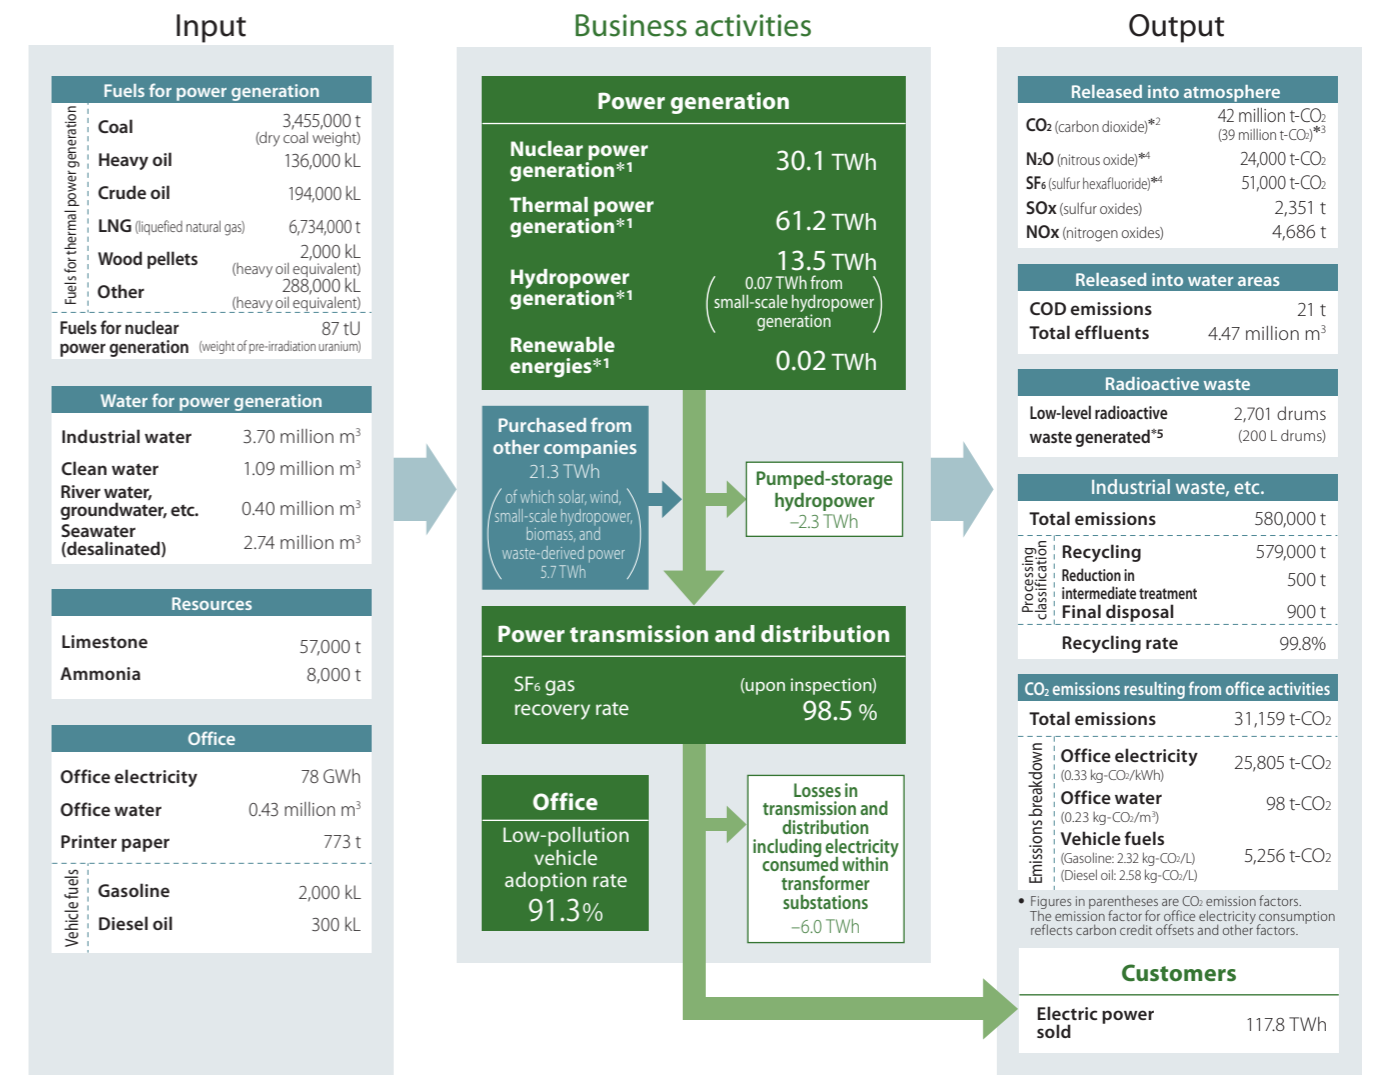 Input
Business activities
Output
Fuels for power generation
Fuels for thermal power generation
Coal 3,455,000 t
(dry coal weight)
Heavy oil 136,000 kL
Crude oil 194,000 kL
LNG (liquefied natural gas) 6,734,000 t
Wood pellets 2,000 kL
(heavy oil equivalent)
Other 288,000 kL
(heavy oil equivalent)
Fuels for nuclear 87 tU
power generation (weight of pre-irradiation uranium)
Water for power generation
Industrial water 3.70 million m³
Clean water 1.09 million m³
River water,
groundwater, etc. 0.40 million m³
Seawater
(desalinated) 2.74 million m³
Resources
Limestone 57,000 t
Ammonia 8,000 t
Office
Office electricity 78 GWh
Office water 0.43 million m³
Printer paper 773 t
Vehicle fuels
Gasoline 2,000 kL
Diesel oil 300 kL
Power generation
Nuclear power
generation*1 30.1 TWh
Thermal power
generation*1 61.2 TWh
Hydropower
generation*1
13.5 TWh
0.07 TWh from
small-scale hydropower
generation
Renewable
energies*1 0.02 TWh
Purchased from
other companies
21.3 TWh
of which solar, wind,
small-scale hydropower,
biomass, and
waste-derived power
5.7 TWh
Pumped-storage
hydropower
–2.3 TWh
Power transmission and distribution
SF₆ gas
recovery rate
(upon inspection)
98.5 %
Office
Low-pollution
vehicle
adoption rate
91.3%
Losses in
transmission and
distribution
including electricity
consumed within
transformer
substations
–6.0 TWh
Released into atmosphere
CO₂ (carbon dioxide)*2 42 million t-CO₂
(39 million t-CO₂)*3
N₂O (nitrous oxide)*4 24,000 t-CO₂
SF₆ (sulfur hexafluoride)*4 51,000 t-CO₂
SOx (sulfur oxides) 2,351 t
NOx (nitrogen oxides) 4,686 t
Released into water areas
COD emissions 21 t
Total effluents 4.47 million m³
Radioactive waste
Low-level radioactive 2,701 drums
waste generated*5 (200 L drums)
Industrial waste, etc.
Total emissions 580,000 t
Processing
classification
Recycling 579,000 t
Reduction in
intermediate treatment 500 t
Final disposal 900 t
Recycling rate 99.8%
CO₂ emissions resulting from office activities
Total emissions 31,159 t-CO₂
Emissions breakdown
Office electricity 25,805 t-CO₂
(0.33 kg-CO₂/kWh)
Office water 98 t-CO₂
(0.23 kg-CO₂/m³)
Vehicle fuels
(Gasoline: 2.32 kg-CO₂/L) 5,256 t-CO₂
(Diesel oil: 2.58 kg-CO₂/L)
• Figures in parentheses are CO₂ emission factors.
The emission factor for office electricity consumption
reflects carbon credit offsets and other factors.
Customers
Electric power
sold 117.8 TWh